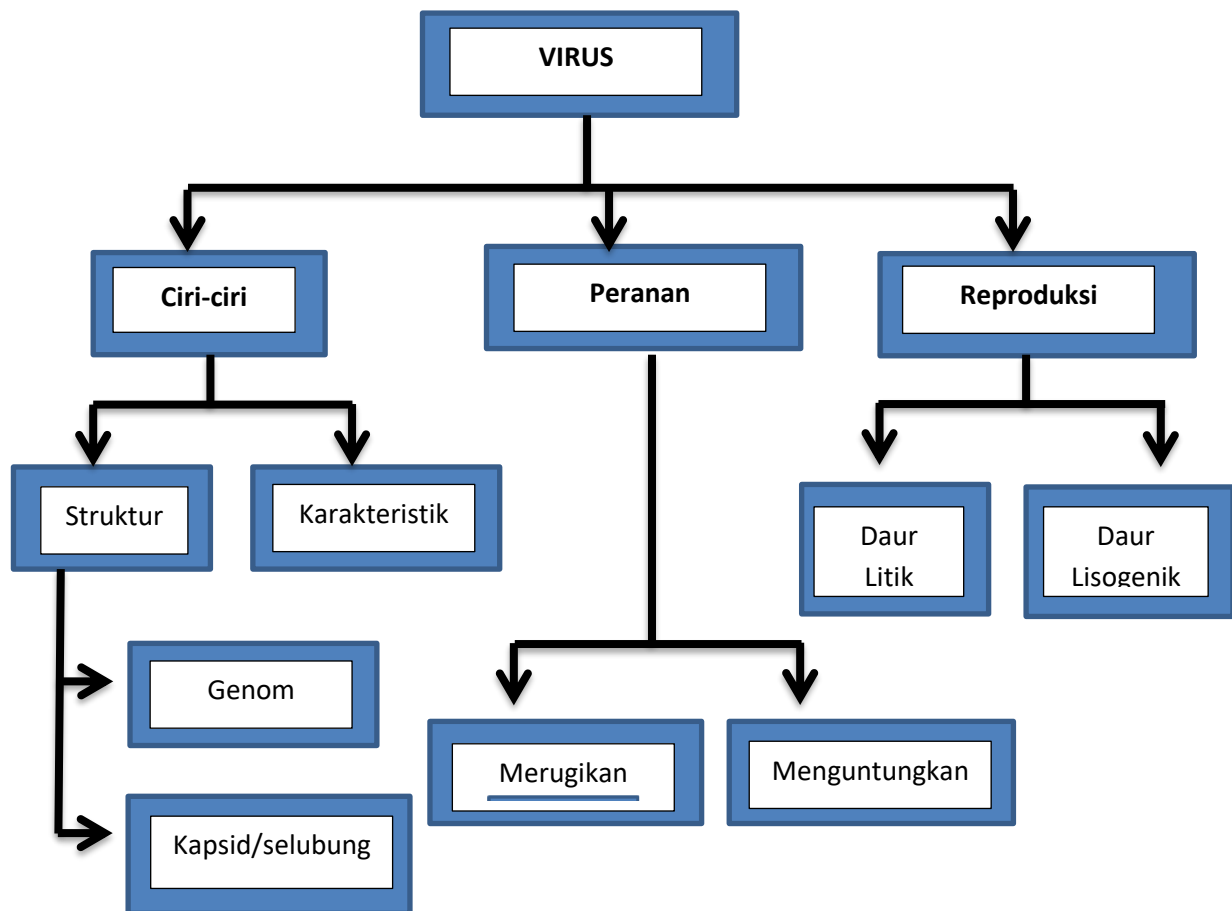 VIRUS
Ciri-ciri
Peranan
Reproduksi
Struktur
Karakteristik
Daur
Litik
Daur
Lisogenik
Genom
Merugikan
Menguntungkan
Kapsid/selubung